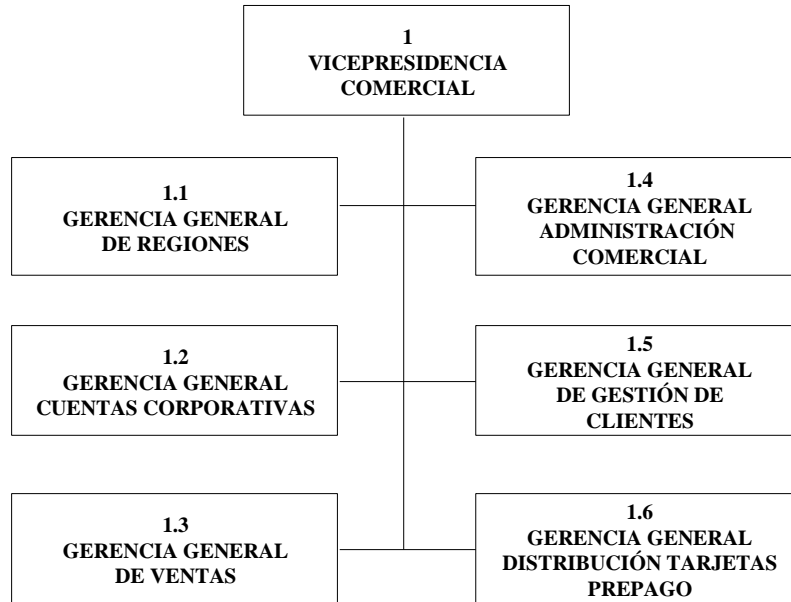 1
VICEPRESIDENCIA
COMERCIAL
1.1
GERENCIA GENERAL
DE REGIONES
1.4
GERENCIA GENERAL
ADMINISTRACIÓN
COMERCIAL
1.2
GERENCIA GENERAL
CUENTAS CORPORATIVAS
1.5
GERENCIA GENERAL
DE GESTIÓN DE
CLIENTES
1.3
GERENCIA GENERAL
DE VENTAS
1.6
GERENCIA GENERAL
DISTRIBUCIÓN TARJETAS
PREPAGO